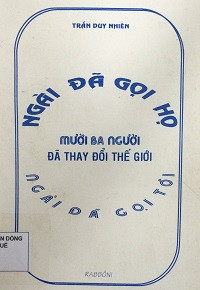 TRẦN DUY NHIÊN
NGÀI ĐÃ GỌI HỌ
MƯỜI BA NGƯỜI
ĐÃ THAY ĐỔI THẾ GIỚI
NGÀI ĐÃ GỌI TÔI
RABBÔNI